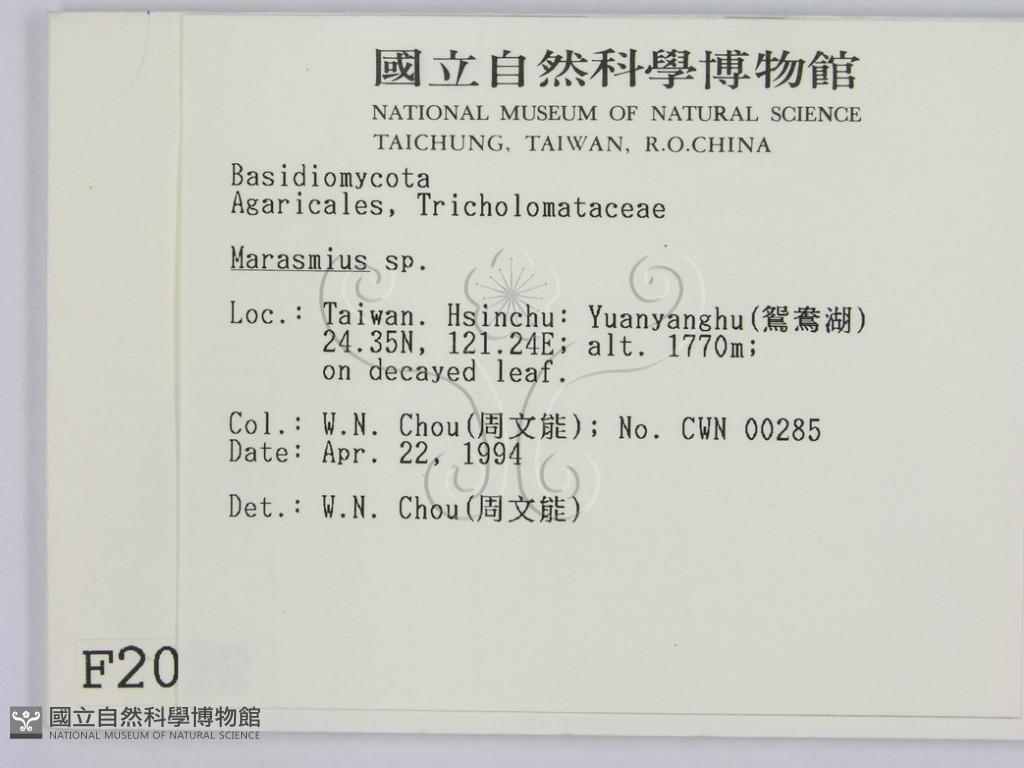 國立自然科學博物館
NATIONAL MUSEUM OF NATURAL SCIENCE
TAICHUNG, TAIWAN, R.O.CHINA
Basidiomycota
Agaricales, Tricholomataceae
Marasmius sp.
Loc.: Taiwan. Hsinchu: Yuanyanghu(鴛鴦湖)
24.35N, 121.24E; alt. 1770m;
on decayed leaf.
Col.: W.N. Chou(周文能); No. CWN 00285
Date: Apr. 22, 1994
Det.: W.N. Chou(周文能)
F20
國立自然科學博物館
NATIONAL MUSEUM OF NATURAL SCIENCE